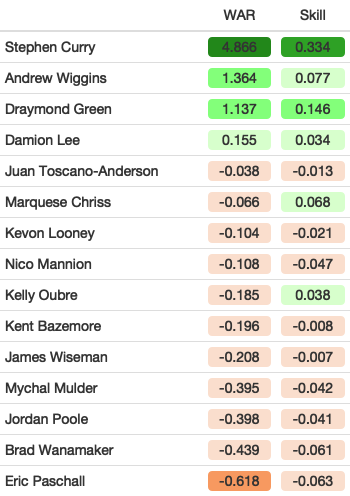 WAR Skill
Stephen Curry 4.866 0.334
Andrew Wiggins 1.364 0.077
Draymond Green 1.137 0.146
Damion Lee 0.155 0.034
Juan Toscano-Anderson -0.038 -0.013
Marquese Chriss -0.066 0.068
Kevon Looney -0.104 -0.021
Nico Mannion -0.108 -0.047
Kelly Oubre -0.185 0.038
Kent Bazemore -0.196 -0.008
James Wiseman -0.208 -0.007
Mychal Mulder -0.395 -0.042
Jordan Poole -0.398 -0.041
Brad Wanamaker -0.439 -0.061
Eric Paschall -0.618 -0.063